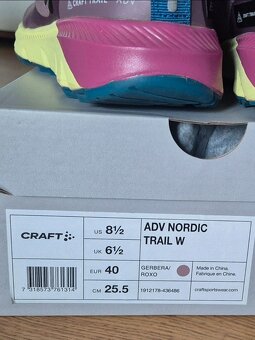 CRAFT TRAIL ADV
CRAFT
US 8½
UK 6½
EUR 40
CM 25.5
ADV NORDIC
TRAIL W
GERBERA/
ROXO
Made in China.
Fabriqué en Chine.
1912178-436486
craftsportswear.com
7 318573 761314